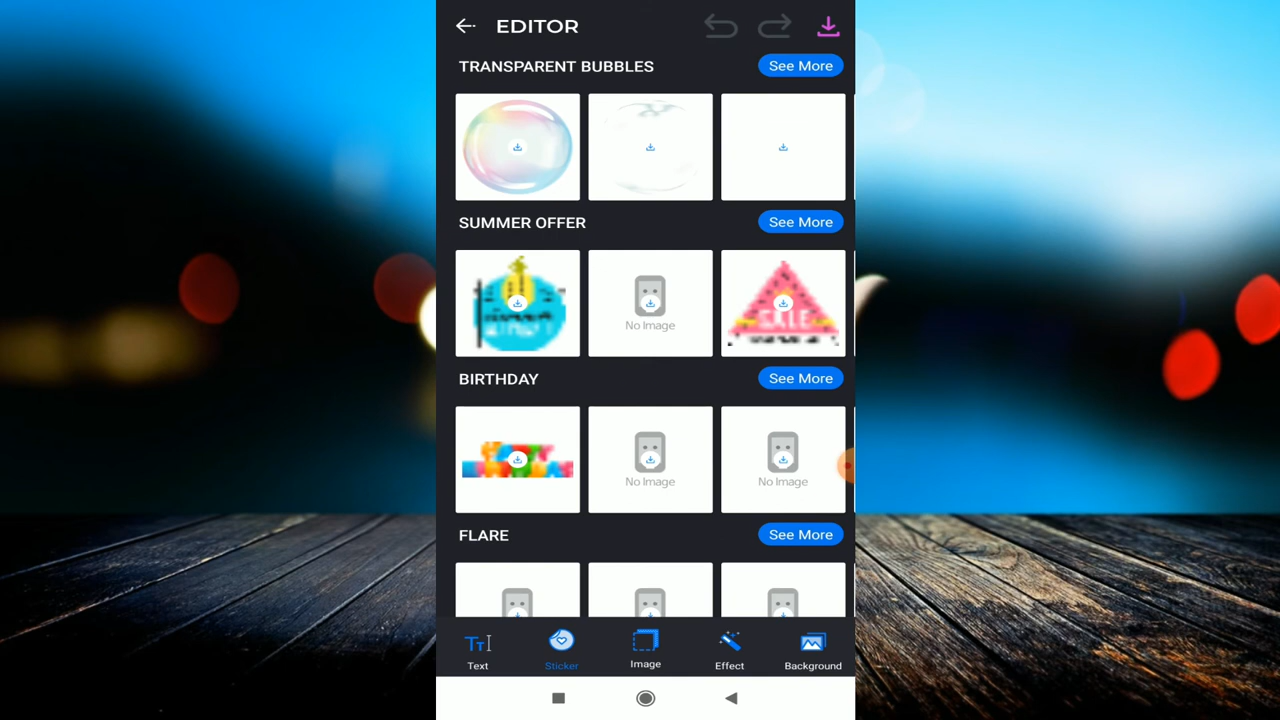 EDITOR
TRANSPARENT BUBBLES
See More
SUMMER OFFER
See More
No Image
SALE
BIRTHDAY
See More
No Image
No Image
FLARE
See More
Text
Sticker
Image
Effect
Background